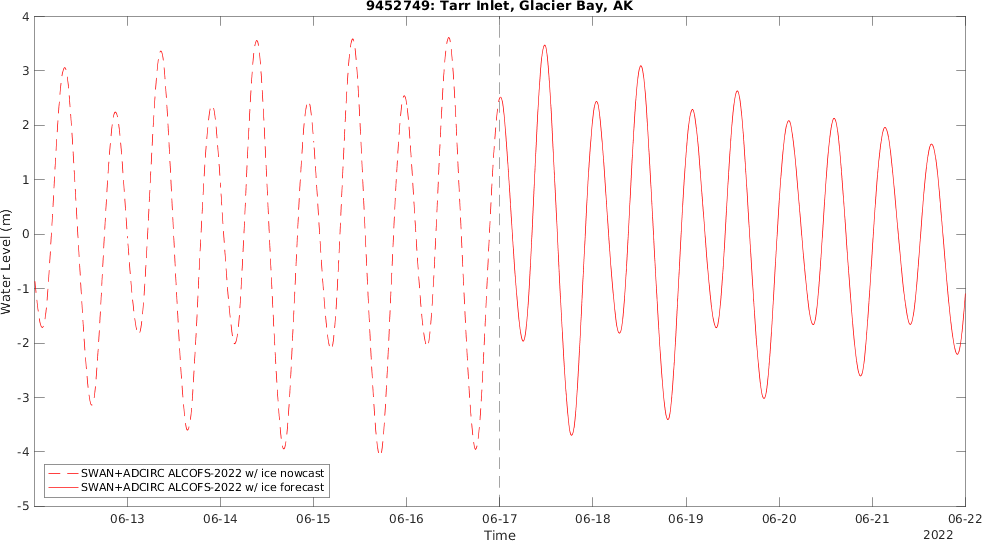 9452749: Tarr Inlet, Glacier Bay, AK
4
3
2
1
0
-1
-2
-3
-4
-5
Water Level (m)
SWAN+ADCIRC ALCOFS-2022 w/ ice nowcast
SWAN+ADCIRC ALCOFS-2022 w/ ice forecast
06-13 06-14 06-15 06-16 06-17 06-18 06-19 06-20 06-21 06-22
Time
2022